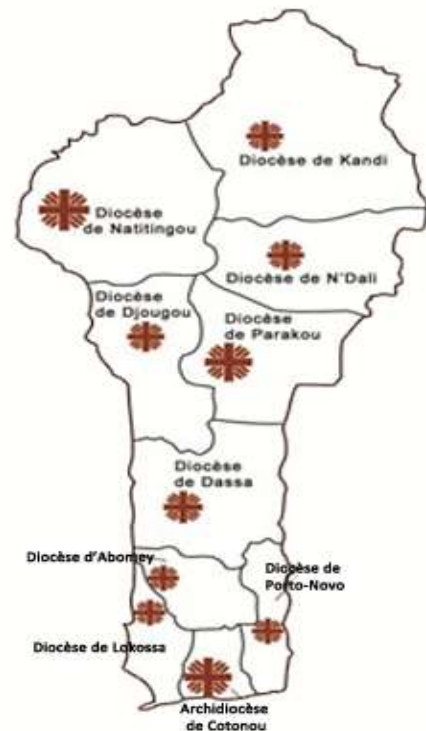 Diocèse de Kandi
Diocèse
de Natitingou
Diocèse de N'Dali
Diocèse
de Djougou
Diocèse
de Parakou
Diocèse
de Dassa
Diocèse d'Abomey
Diocèse de
Porto-Novo
Diocèse de Lokossa
Archidiocèse
de Cotonou